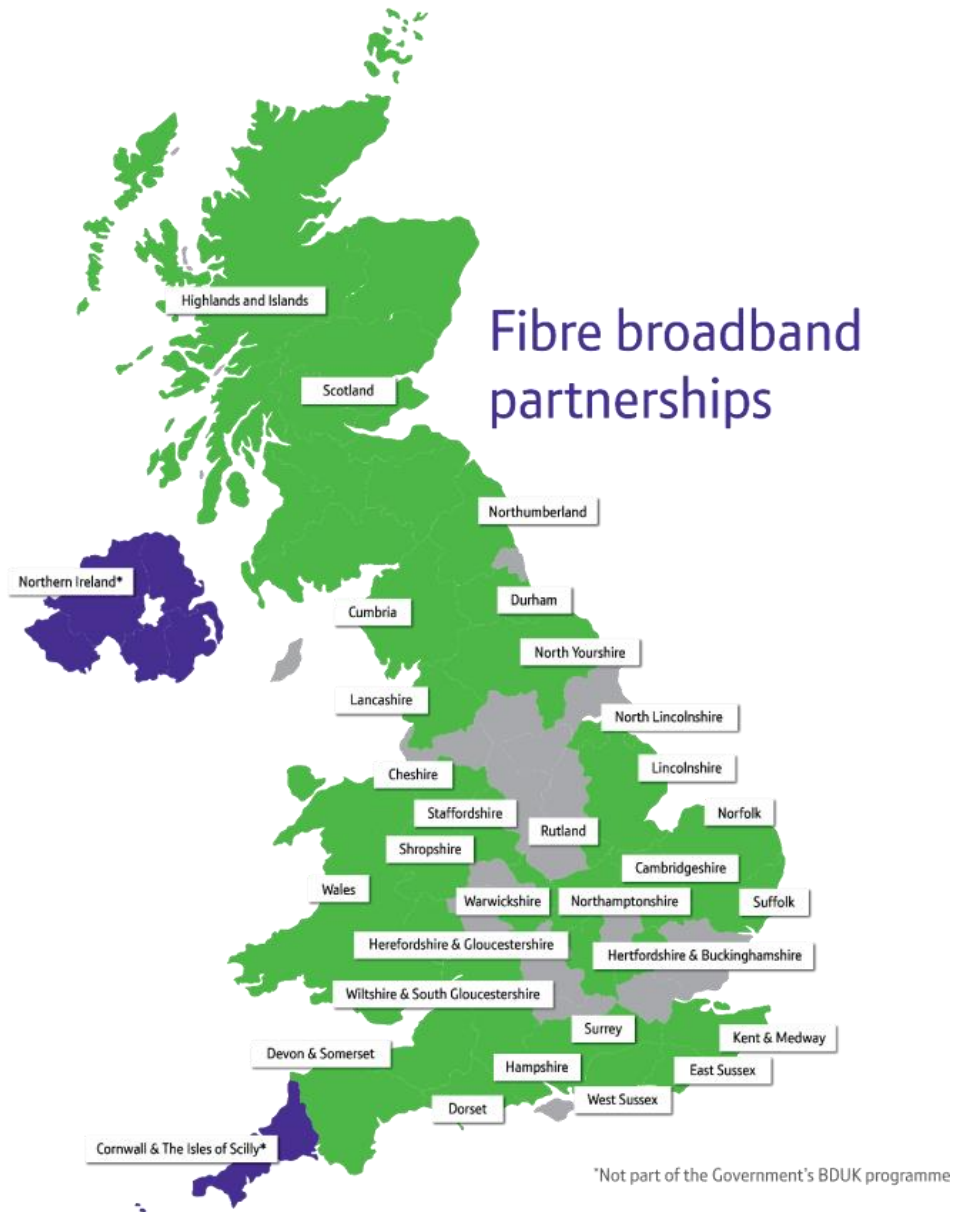 Highlands and Islands
Fibre broadband
partnerships
Scotland
Northumberland
Northern Ireland*
Durham
Cumbria
North Yourshire
Lancashire
North Lincolnshire
Cheshire
Lincolnshire
Staffordshire
Norfolk
Rutland
Shropshire
Cambridgeshire
Wales
Warwickshire
Northamptonshire
Suffolk
Herefordshire & Gloucestershire
Hertfordshire & Buckinghamshire
Wiltshire & South Gloucestershire
Surrey
Kent & Medway
Devon & Somerset
Hampshire
East Sussex
West Sussex
Dorset
Cornwall & The Isles of Scilly*
*Not part of the Government's BDUK programme